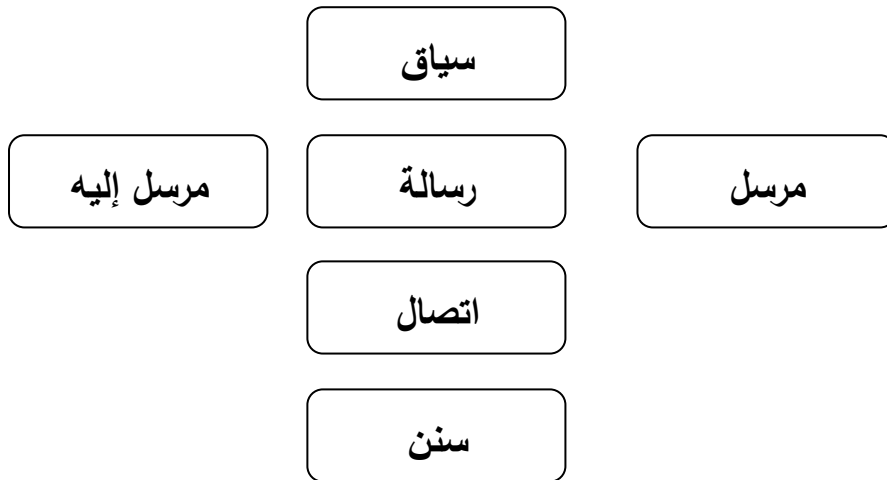 سياق
مرسل
رسالة
مرسل إليه
اتصال
سنن